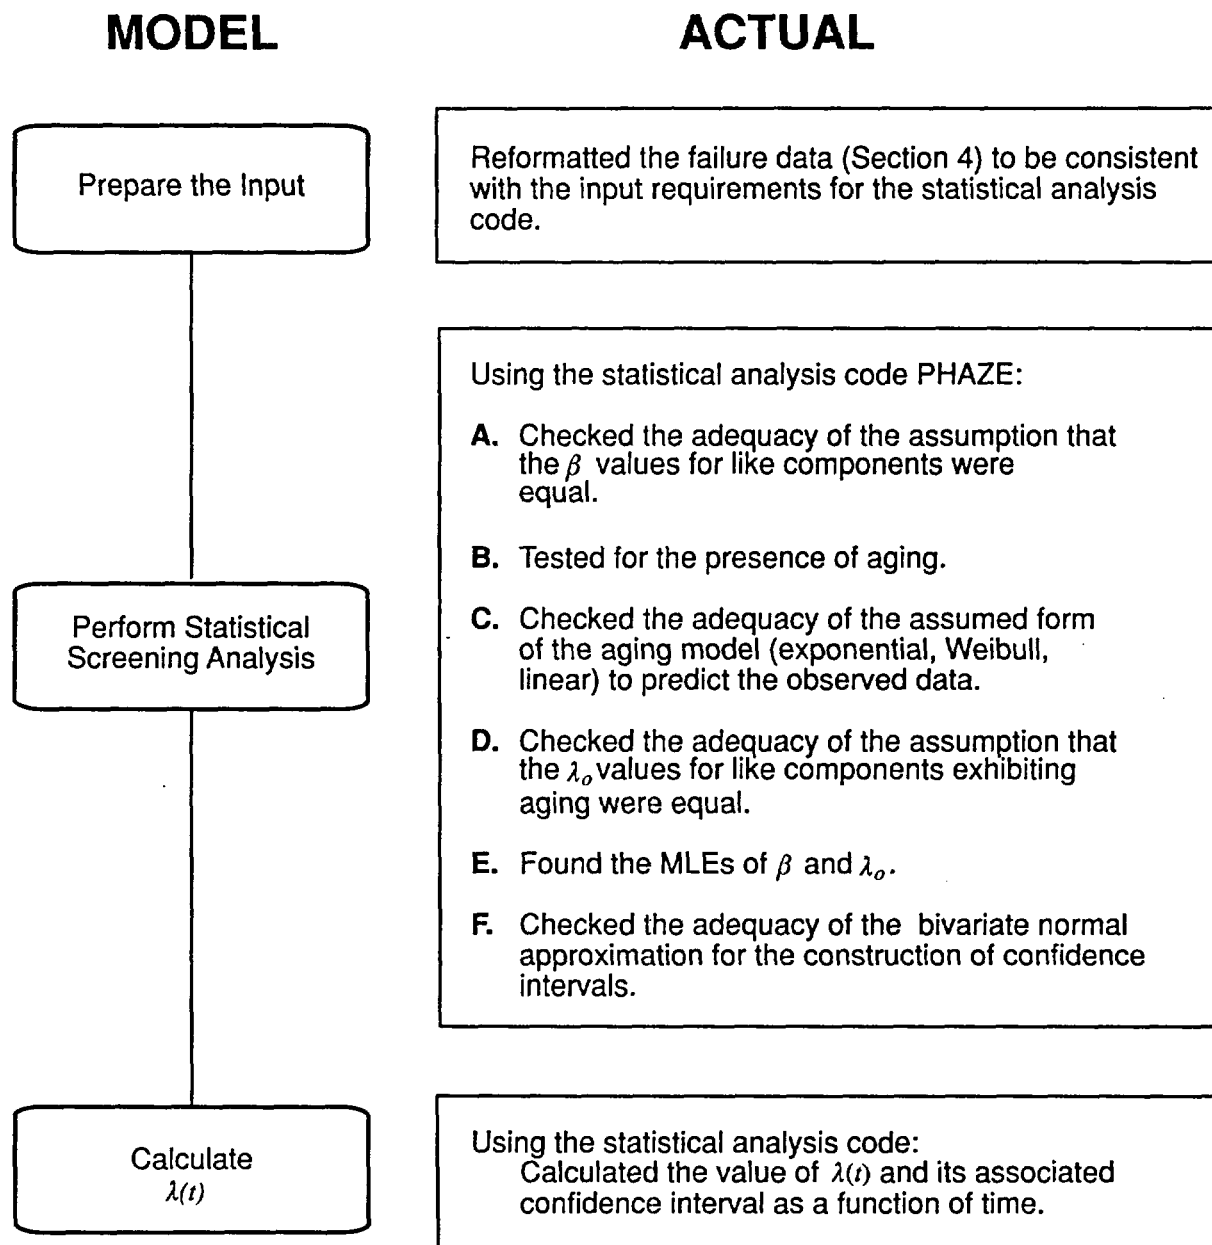 MODEL
ACTUAL
Prepare the Input
Reformatted the failure data (Section 4) to be consistent
with the input requirements for the statistical analysis
code.
Perform Statistical
Screening Analysis
Using the statistical analysis code PHAZE:
A. Checked the adequacy of the assumption that
the β values for like components were
equal.
B. Tested for the presence of aging.
C. Checked the adequacy of the assumed form
of the aging model (exponential, Weibull,
linear) to predict the observed data.
D. Checked the adequacy of the assumption that
the λₒ values for like components exhibiting
aging were equal.
E. Found the MLEs of β and λₒ.
F. Checked the adequacy of the bivariate normal
approximation for the construction of confidence
intervals.
Calculate
λ(t)
Using the statistical analysis code:
Calculated the value of λ(t) and its associated
confidence interval as a function of time.